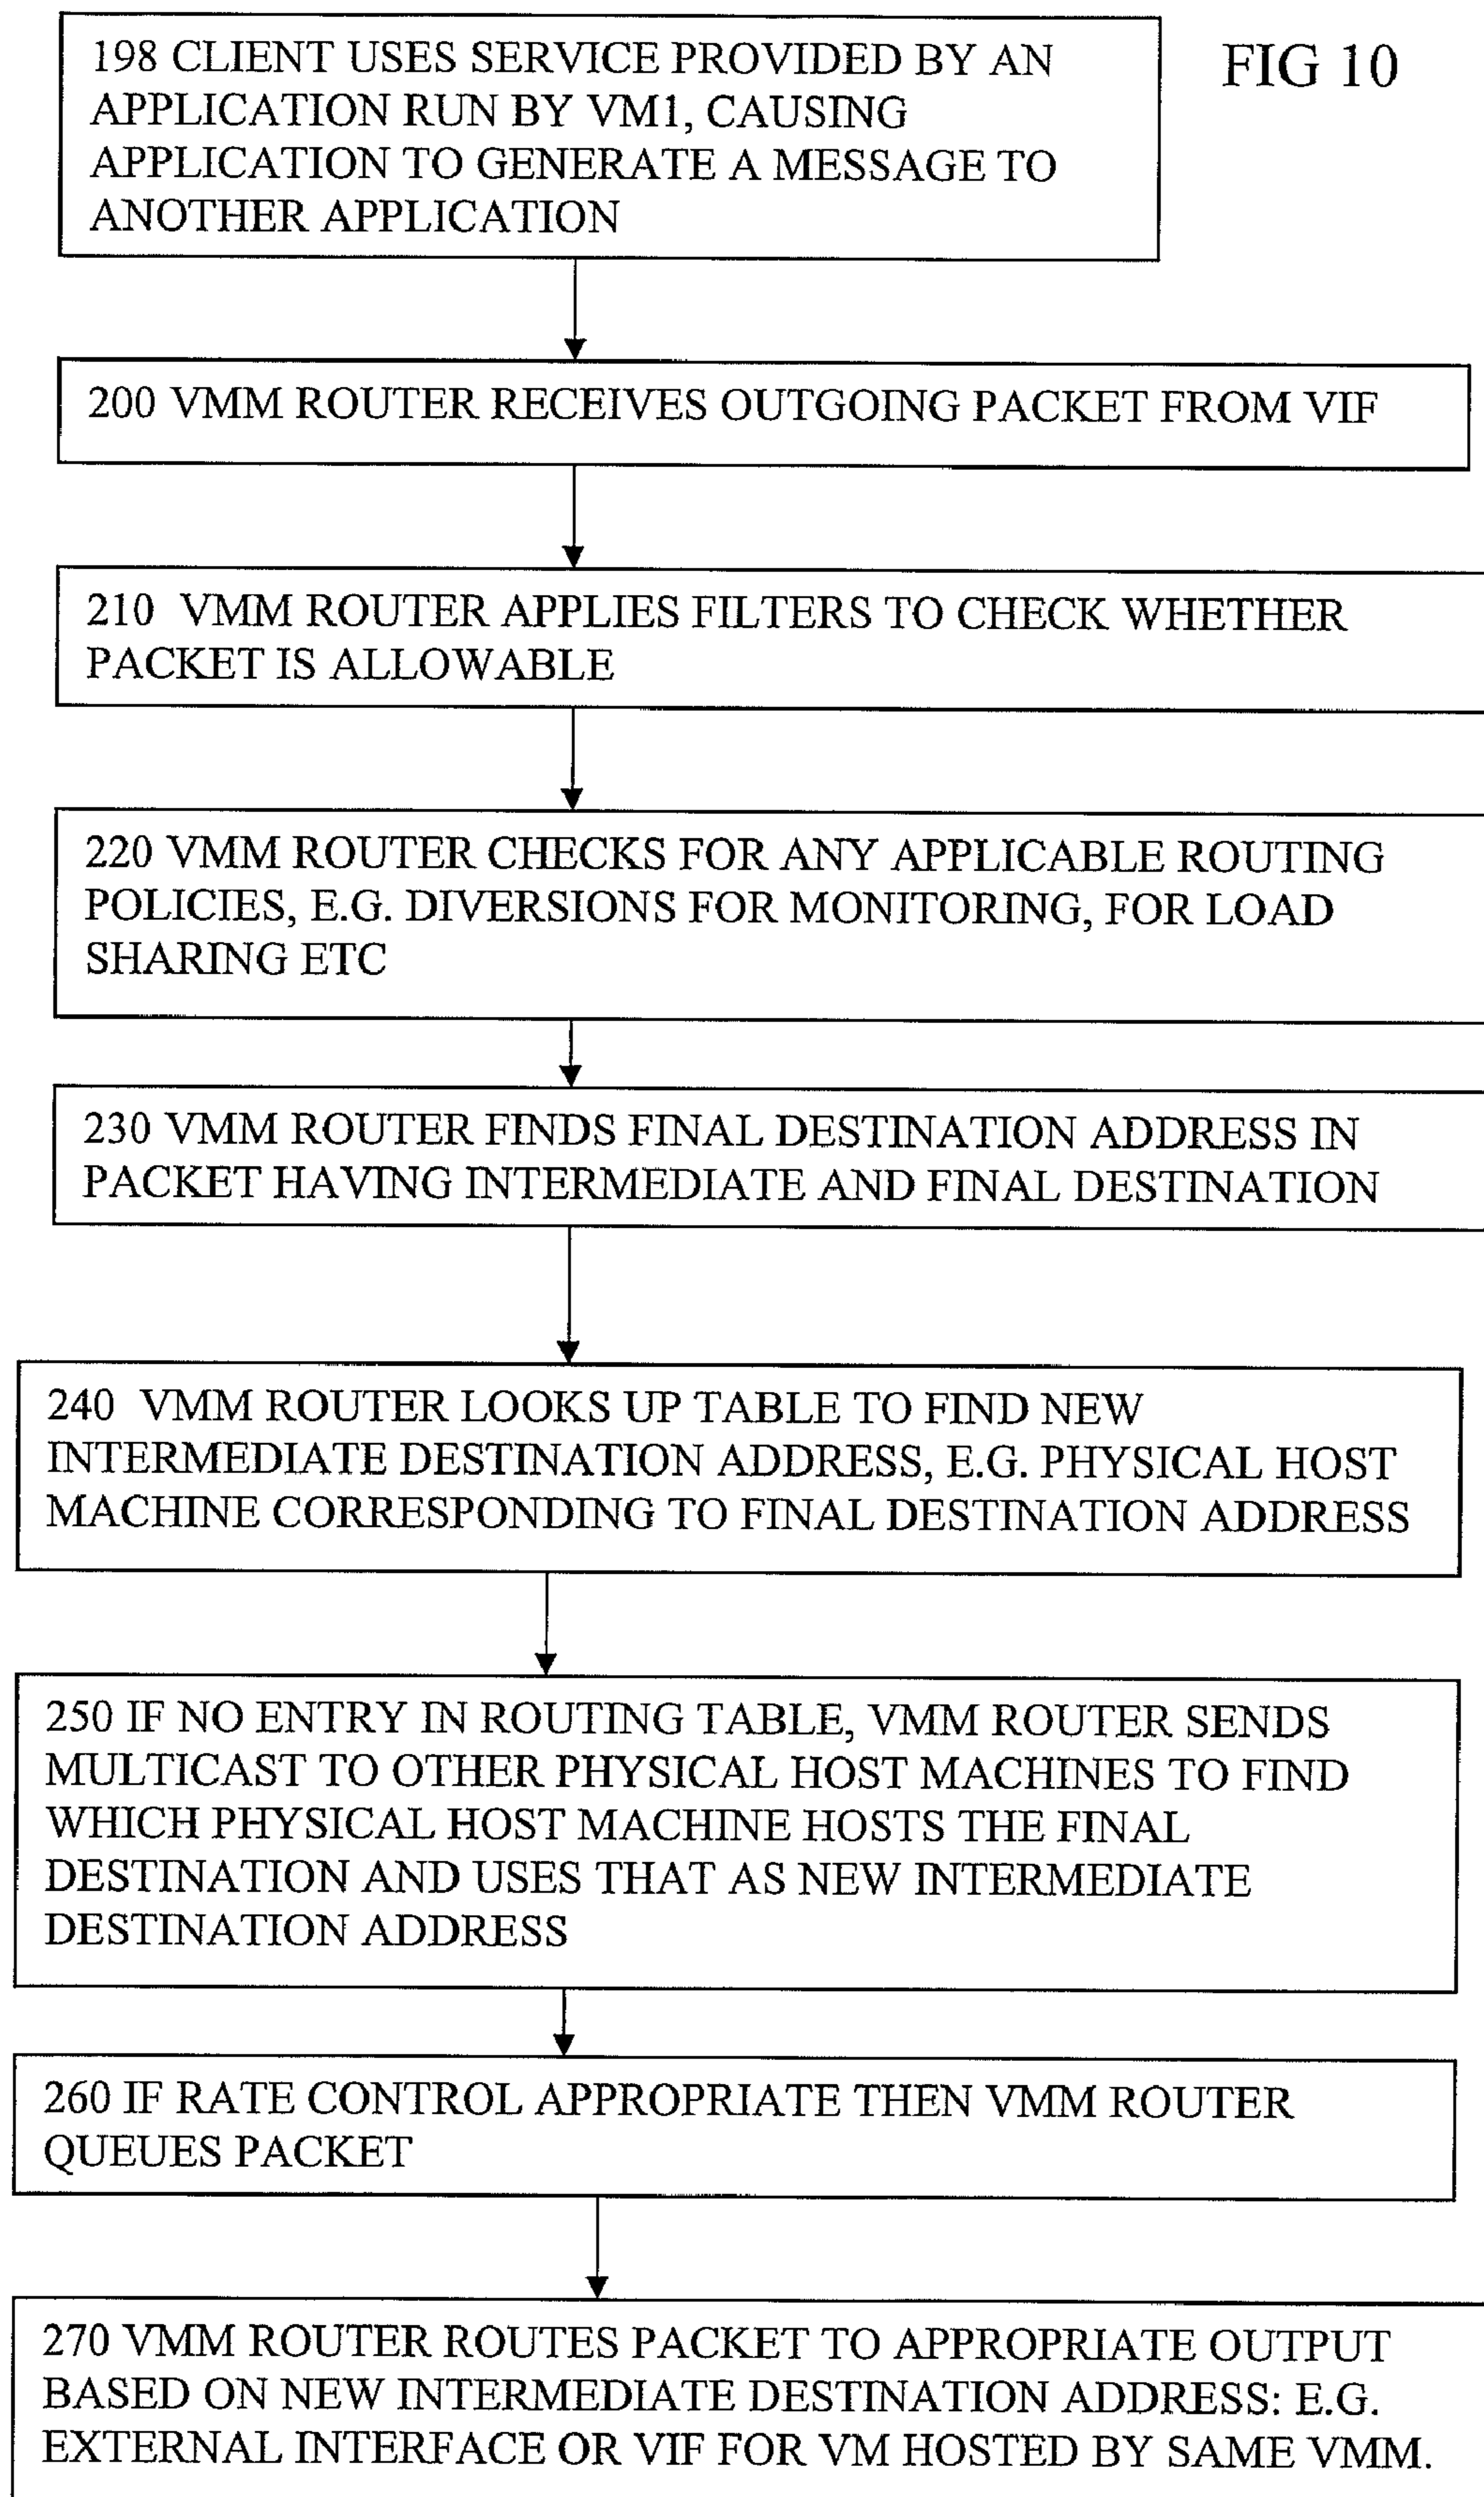 198 CLIENT USES SERVICE PROVIDED BY AN
APPLICATION RUN BY VM1, CAUSING
APPLICATION TO GENERATE A MESSAGE TO
ANOTHER APPLICATION
FIG 10
200 VMM ROUTER RECEIVES OUTGOING PACKET FROM VIF
210 VMM ROUTER APPLIES FILTERS TO CHECK WHETHER
PACKET IS ALLOWABLE
220 VMM ROUTER CHECKS FOR ANY APPLICABLE ROUTING
POLICIES, E.G. DIVERSIONS FOR MONITORING, FOR LOAD
SHARING ETC
230 VMM ROUTER FINDS FINAL DESTINATION ADDRESS IN
PACKET HAVING INTERMEDIATE AND FINAL DESTINATION
240 VMM ROUTER LOOKS UP TABLE TO FIND NEW
INTERMEDIATE DESTINATION ADDRESS, E.G. PHYSICAL HOST
MACHINE CORRESPONDING TO FINAL DESTINATION ADDRESS
250 IF NO ENTRY IN ROUTING TABLE, VMM ROUTER SENDS
MULTICAST TO OTHER PHYSICAL HOST MACHINES TO FIND
WHICH PHYSICAL HOST MACHINE HOSTS THE FINAL
DESTINATION AND USES THAT AS NEW INTERMEDIATE
DESTINATION ADDRESS
260 IF RATE CONTROL APPROPRIATE THEN VMM ROUTER
QUEUES PACKET
270 VMM ROUTER ROUTES PACKET TO APPROPRIATE OUTPUT
BASED ON NEW INTERMEDIATE DESTINATION ADDRESS: E.G.
EXTERNAL INTERFACE OR VIF FOR VM HOSTED BY SAME VMM.